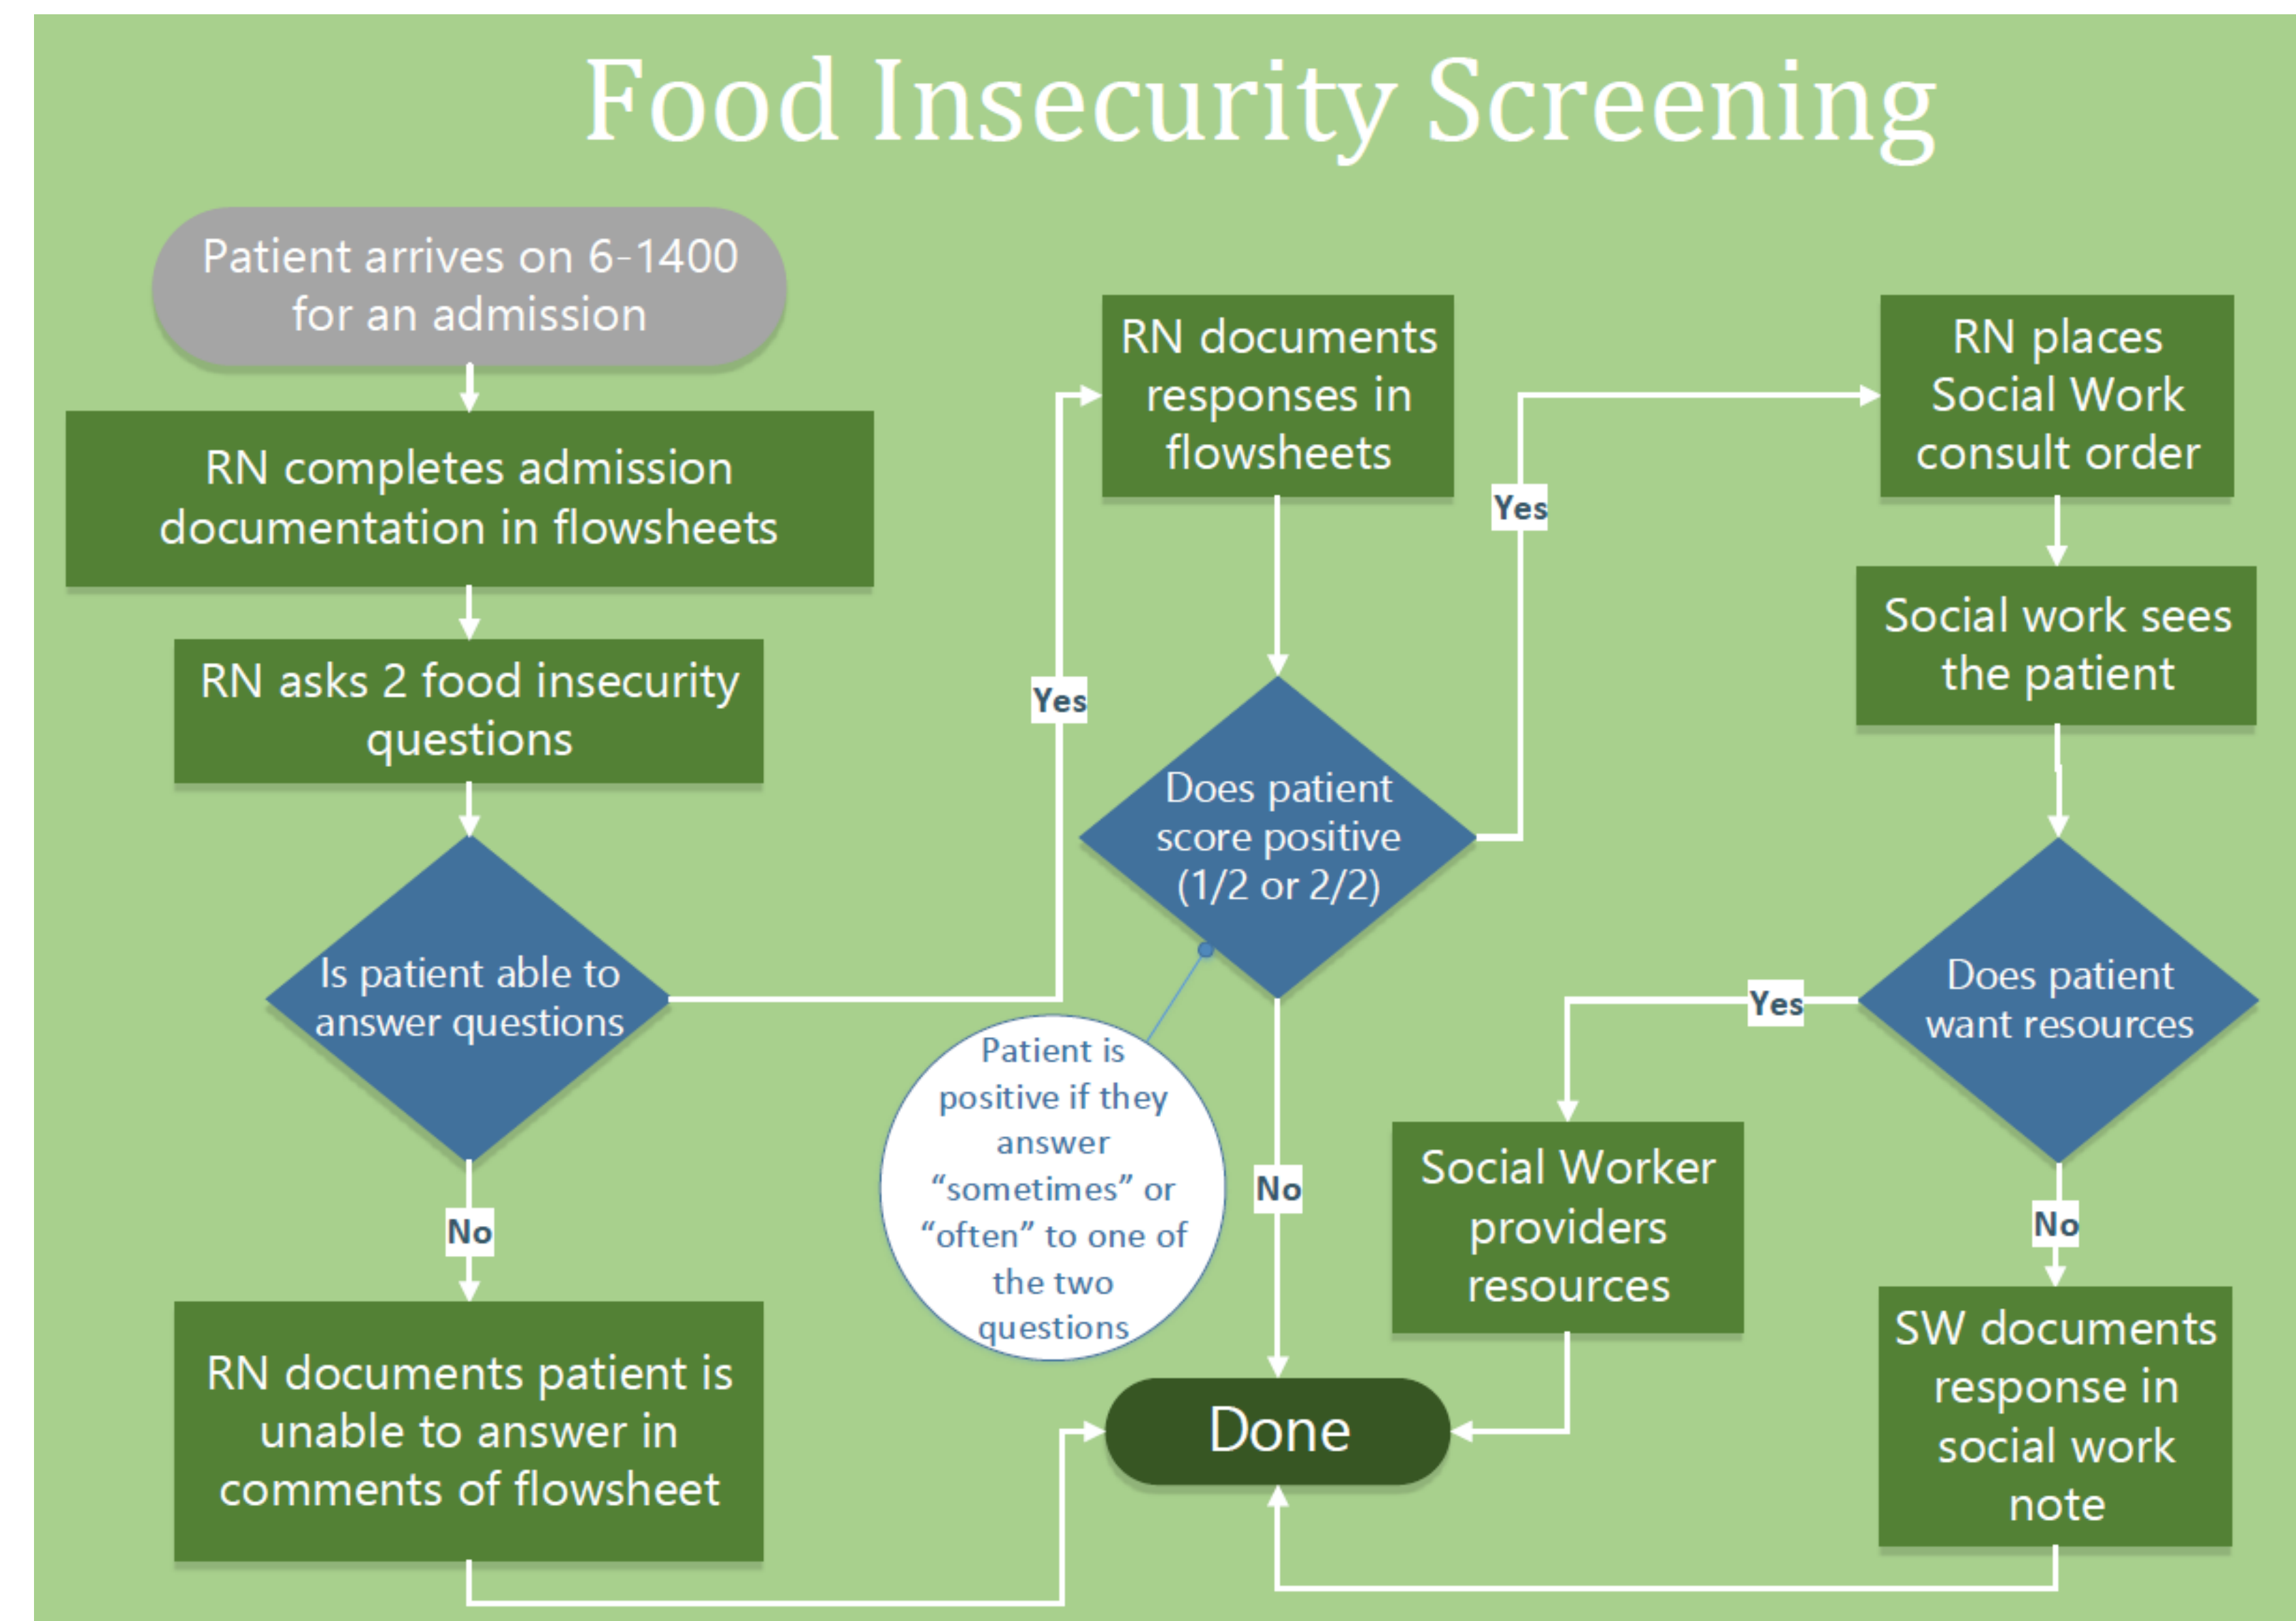 Food Insecurity Screening
Patient arrives on 6-1400
for an admission
RN completes admission
documentation in flowsheets
RN asks 2 food insecurity
questions
Is patient able to
answer questions
No
RN documents patient is
unable to answer in
comments of flowsheet
Yes
RN documents
responses in
flowsheets
Does patient
score positive
(1/2 or 2/2)
Patient is
positive if they
answer
“sometimes” or
“often” to one of
the two
questions
No
Done
Yes
RN places
Social Work
consult order
Social work sees
the patient
Does patient
want resources
Yes
Social Worker
providers
resources
No
SW documents
response in
social work
note